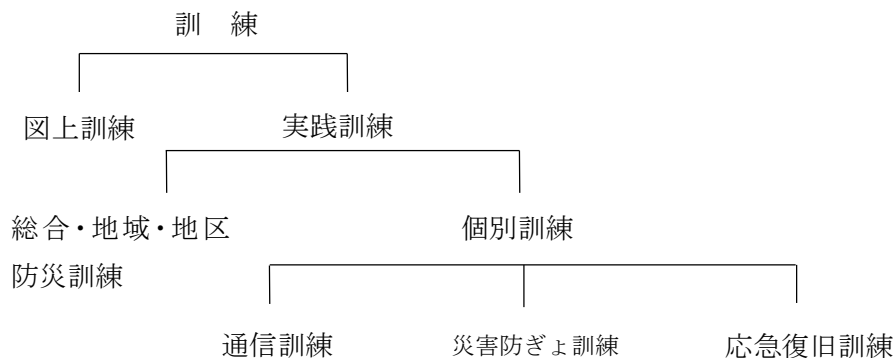 訓　練
図上訓練　実践訓練
総合・地域・地区　個別訓練
防災訓練
通信訓練　災害防ぎょ訓練　応急復旧訓練